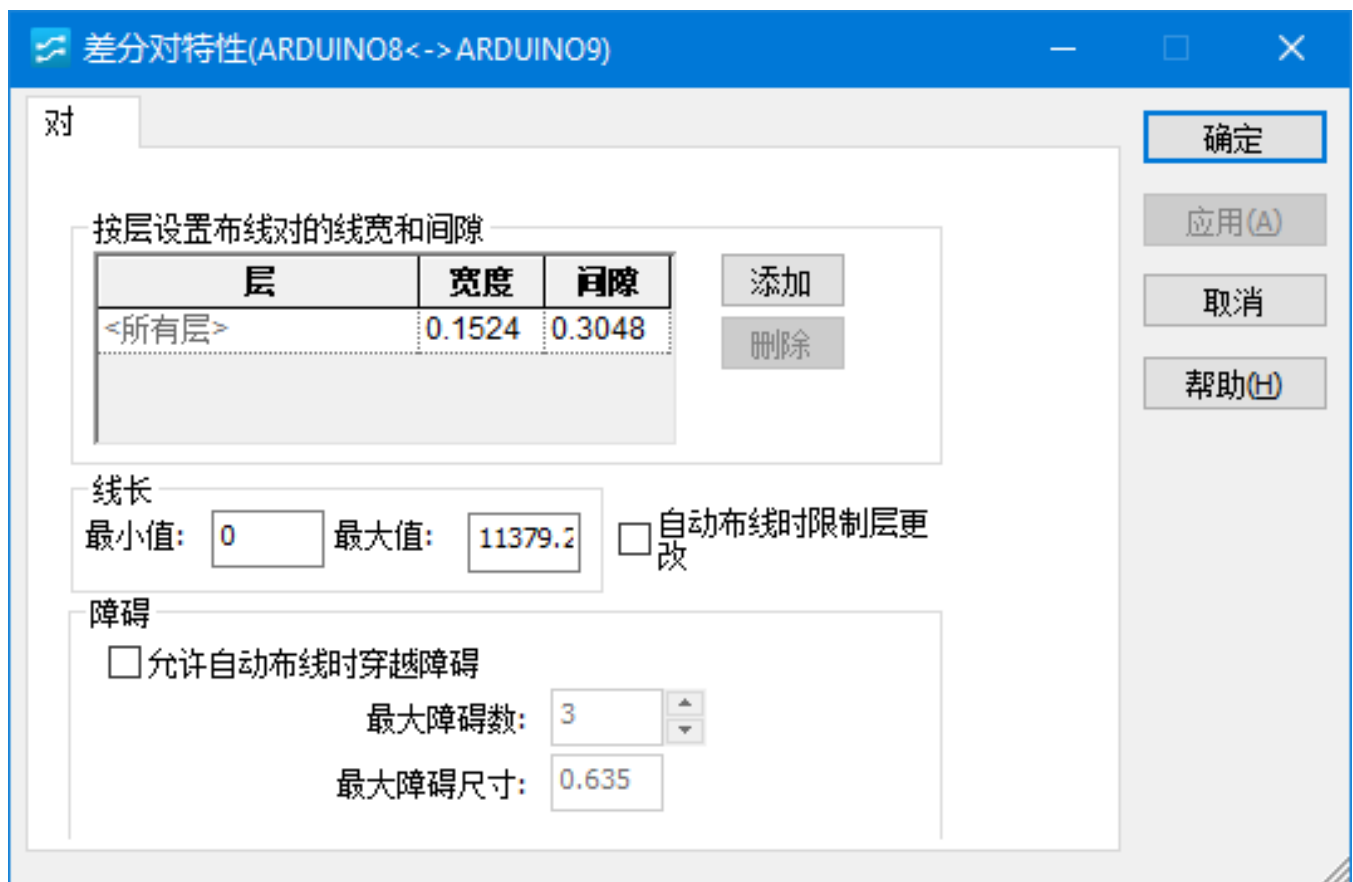 差分对特性(ARDUINO8<->ARDUINO9)
对
确定
应用(A)
取消
帮助(H)
按层设置布线对的线宽和间隙
层 宽度 间隙
<所有层> 0.1524 0.3048
添加
删除
线长
最小值: 0 最大值: 11379.2
自动布线时限制层更
改
障碍
允许自动布线时穿越障碍
最大障碍数: 3
最大障碍尺寸: 0.635